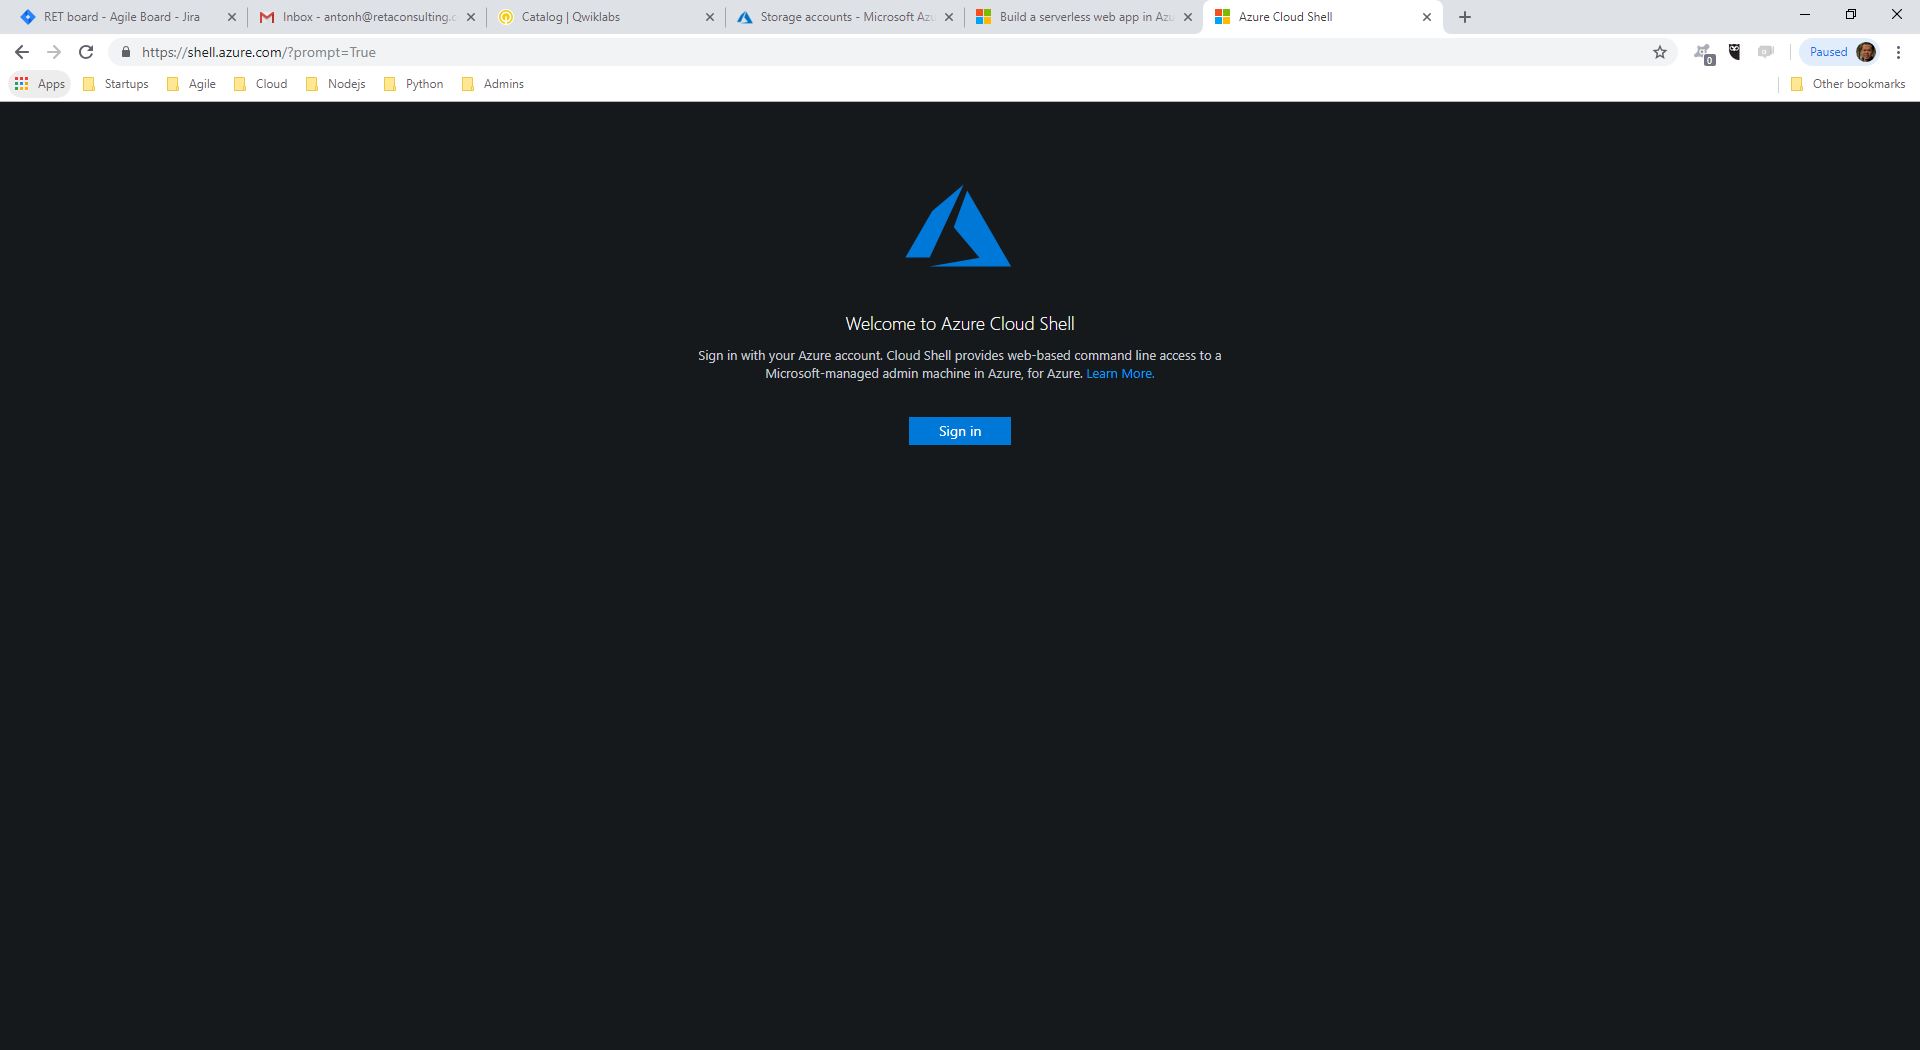 RET board - Agile Board - Jira
Inbox - antonh@retaconsulting.c
Catalog | Qwiklabs
Storage accounts - Microsoft Azu
Build a serverless web app in Azu
Azure Cloud Shell
https://shell.azure.com/?prompt=True
0
Paused
Apps
Startups
Agile
Cloud
Nodejs
Python
Admins
Other bookmarks
Welcome to Azure Cloud Shell
Sign in with your Azure account. Cloud Shell provides web-based command line access to a
Microsoft-managed admin machine in Azure, for Azure. Learn More.
Sign in